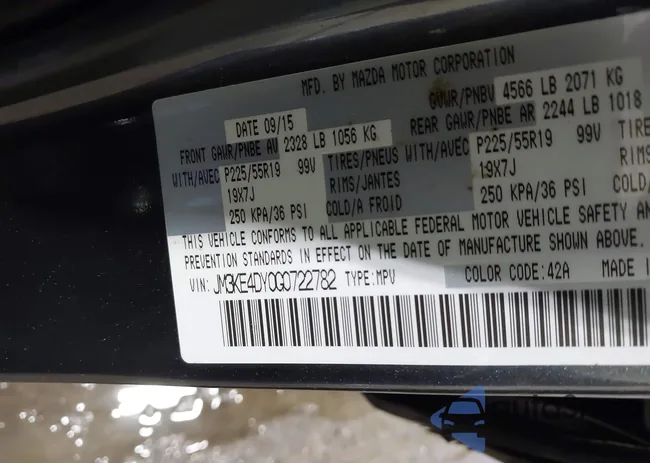 MFD. BY MAZDA MOTOR CORPORATION
DATE 09/15 GVWR/PNBV 4566 LB 2071 KG
FRONT GAWR/PNBE AV 2328 LB 1056 KG REAR GAWR/PNBE AR 2244 LB 1018
WITH/AVEC P225/55R19 99V TIRES/PNEUS WITH/AVEC P225/55R19 99V TIRE
19X7J RIMS/JANTES 19X7J RIMS
250 KPA/36 PSI COLD/A FROID 250 KPA/36 PSI COLD/
THIS VEHICLE CONFORMS TO ALL APPLICABLE FEDERAL MOTOR VEHICLE SAFETY AN
PREVENTION STANDARDS IN EFFECT ON THE DATE OF MANUFACTURE SHOWN ABOVE.
VIN: JM3KE4DY0G0722782 TYPE:MPV COLOR CODE:42A MADE I